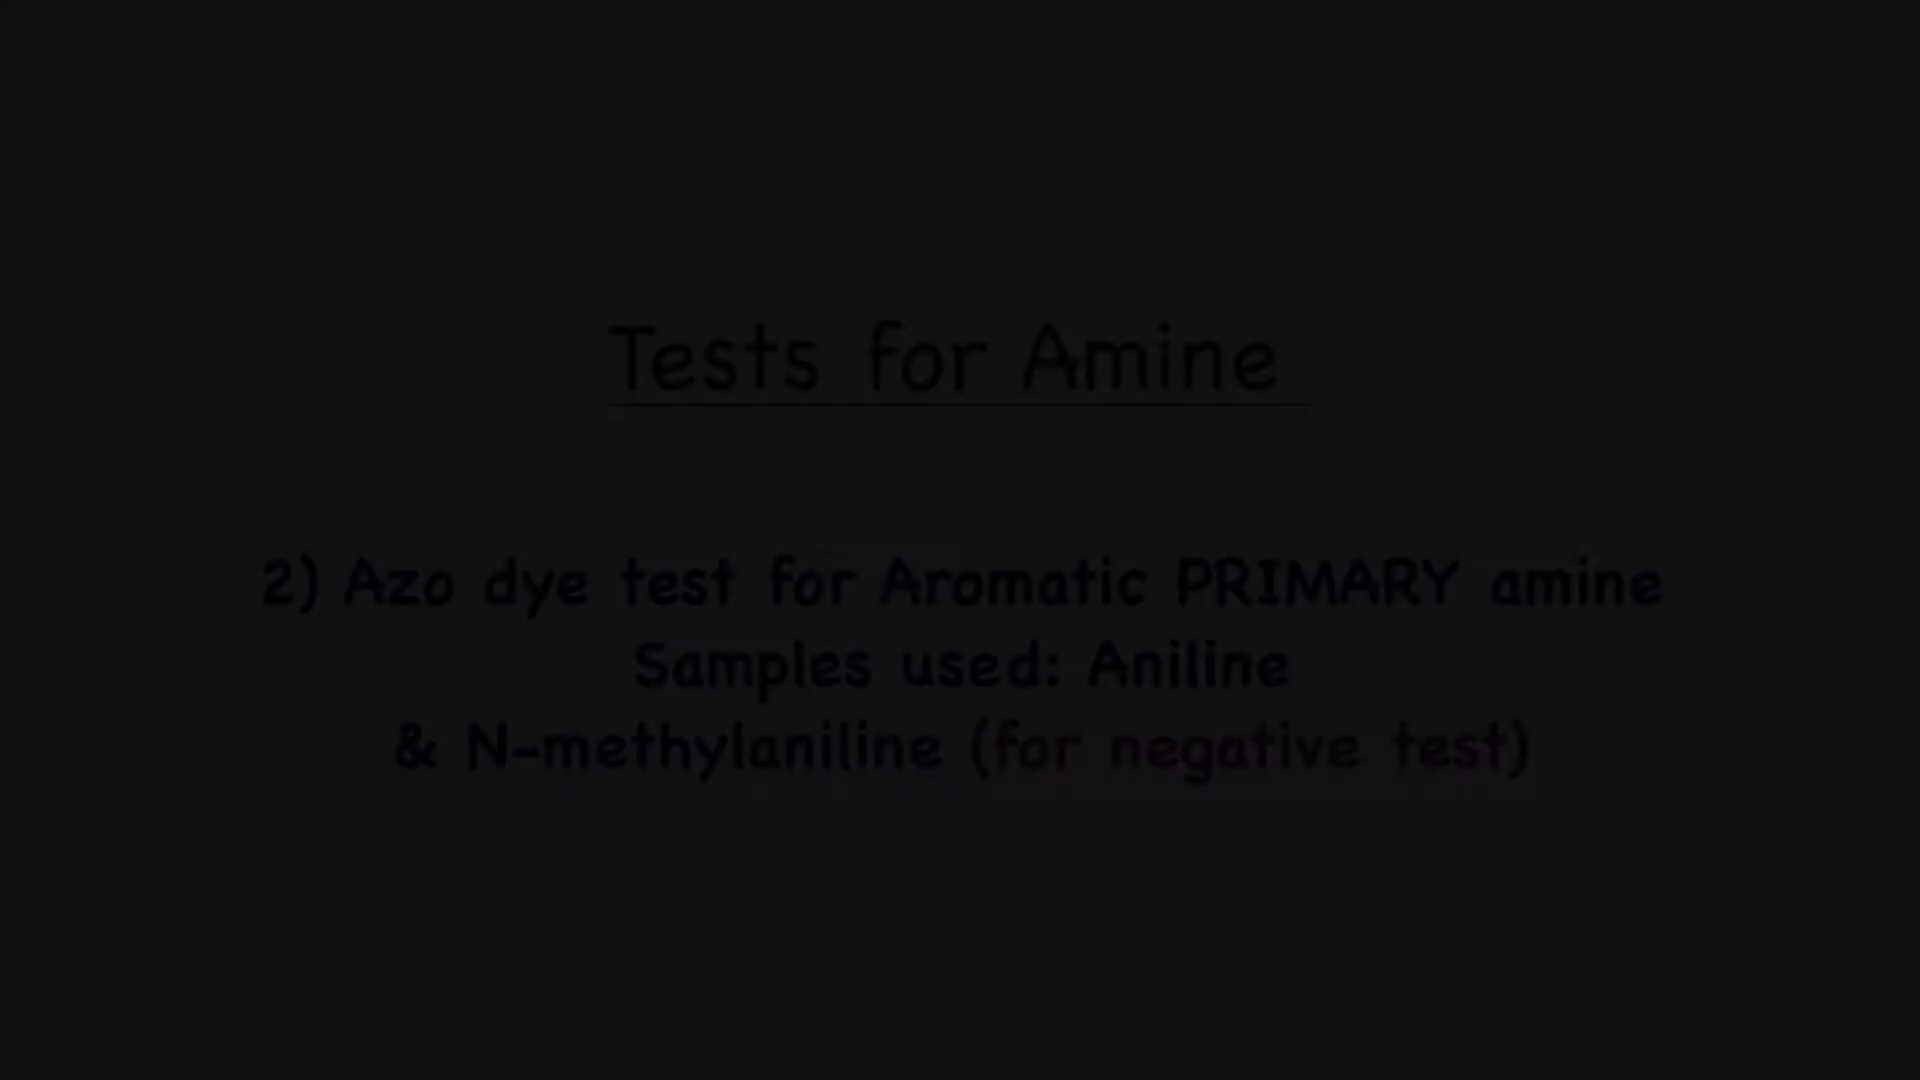 Tests for Amine
2) Azo dye test for Aromatic PRIMARY amine
Samples used: Aniline
& N-methylaniline (for negative test)